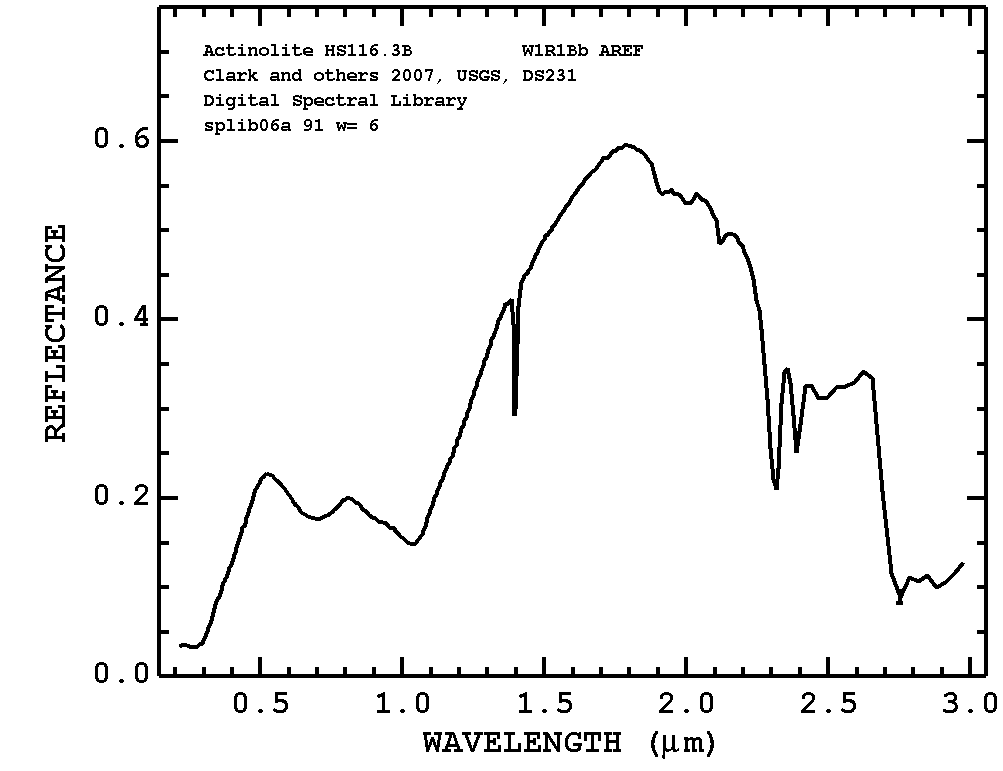 Actinolite HS116.3B W1R1Bb AREF
Clark and others 2007, USGS, DS231
Digital Spectral Library
splib06a 91 w= 6
REFLECTANCE
0.6
0.4
0.2
0.0
0.5 1.0 1.5 2.0 2.5 3.0
WAVELENGTH (μm)